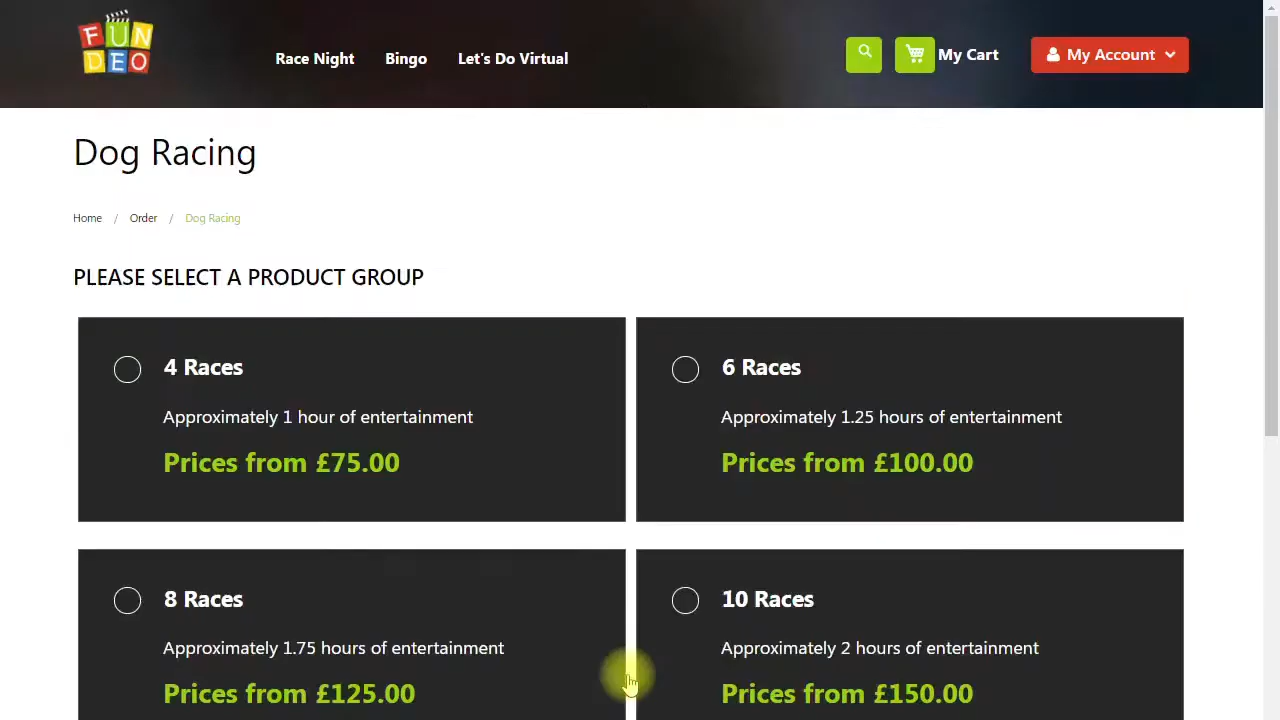 FUN
DEO
Race Night Bingo Let's Do Virtual My Cart My Account
Dog Racing
Home / Order / Dog Racing
PLEASE SELECT A PRODUCT GROUP
4 Races
Approximately 1 hour of entertainment
Prices from £75.00
6 Races
Approximately 1.25 hours of entertainment
Prices from £100.00
8 Races
Approximately 1.75 hours of entertainment
Prices from £125.00
10 Races
Approximately 2 hours of entertainment
Prices from £150.00